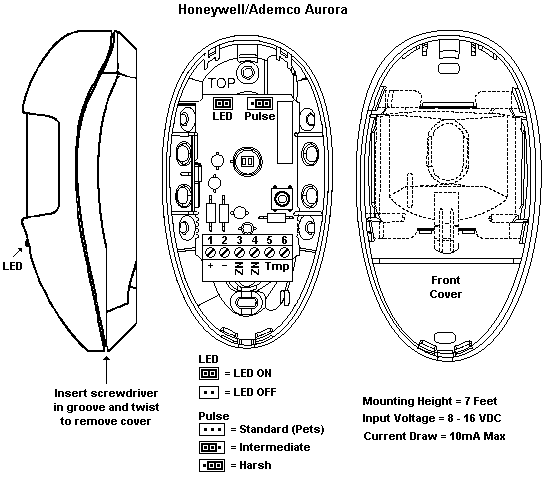 Honeywell/Ademco Aurora
TOP
LED Pulse
1 2 3 4 5 6
+ − ZN ZN Tmp
LED
Front
Cover
Insert screwdriver
in groove and twist
to remove cover
LED
= LED ON
= LED OFF
Pulse
= Standard (Pets)
= Intermediate
= Harsh
Mounting Height = 7 Feet
Input Voltage = 8 - 16 VDC
Current Draw = 10mA Max